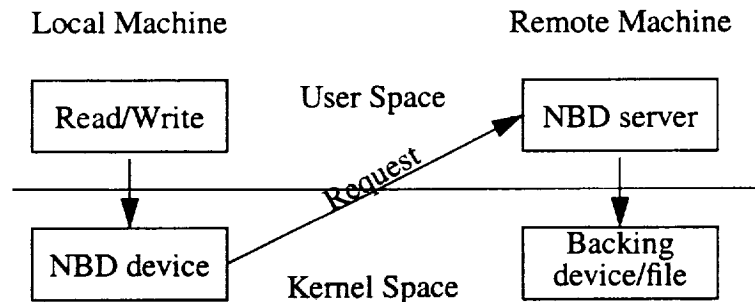 Local Machine
Remote Machine
Read/Write
User Space
NBD server
Request
NBD device
Kernel Space
Backing
device/file